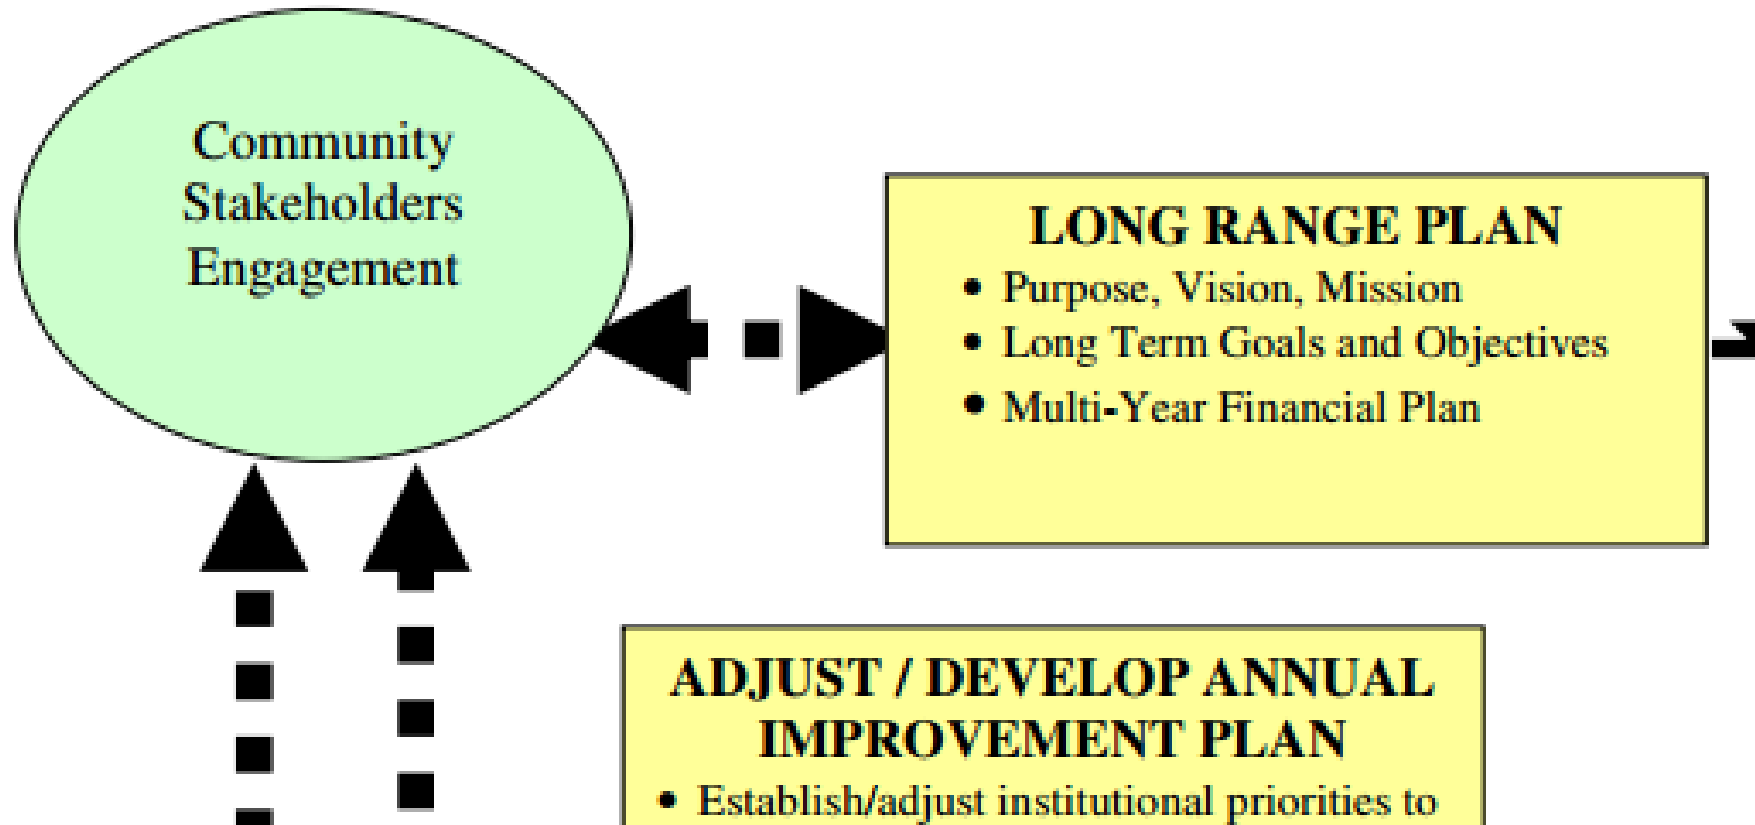 Community
Stakeholders
Engagement
LONG RANGE PLAN
• Purpose, Vision, Mission
• Long Term Goals and Objectives
• Multi-Year Financial Plan
ADJUST / DEVELOP ANNUAL
IMPROVEMENT PLAN
• Establish/adjust institutional priorities to